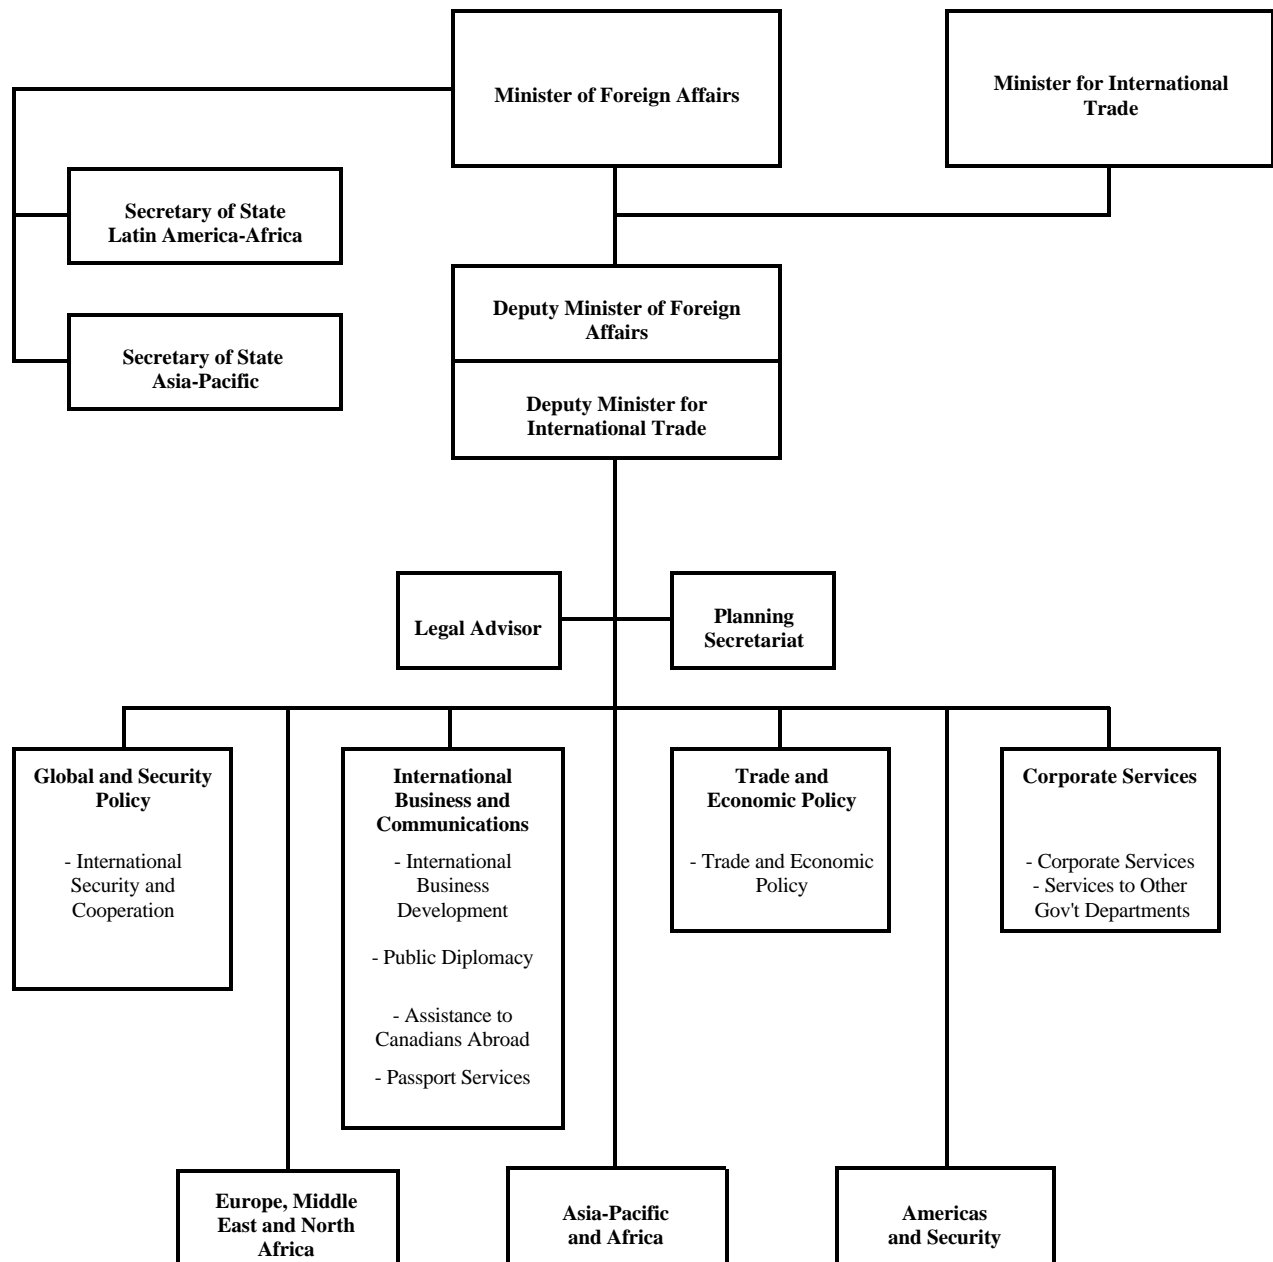 Minister of Foreign Affairs
Minister for International
Trade
Secretary of State
Latin America-Africa
Deputy Minister of Foreign
Affairs
Secretary of State
Asia-Pacific
Deputy Minister for
International Trade
Legal Advisor
Planning
Secretariat
Global and Security
Policy
- International
Security and
Cooperation
International
Business and
Communications
- International
Business
Development
- Public Diplomacy
- Assistance to
Canadians Abroad
- Passport Services
Trade and
Economic Policy
- Trade and Economic
Policy
Corporate Services
- Corporate Services
- Services to Other
Gov't Departments
Europe, Middle
East and North
Africa
Asia-Pacific
and Africa
Americas
and Security